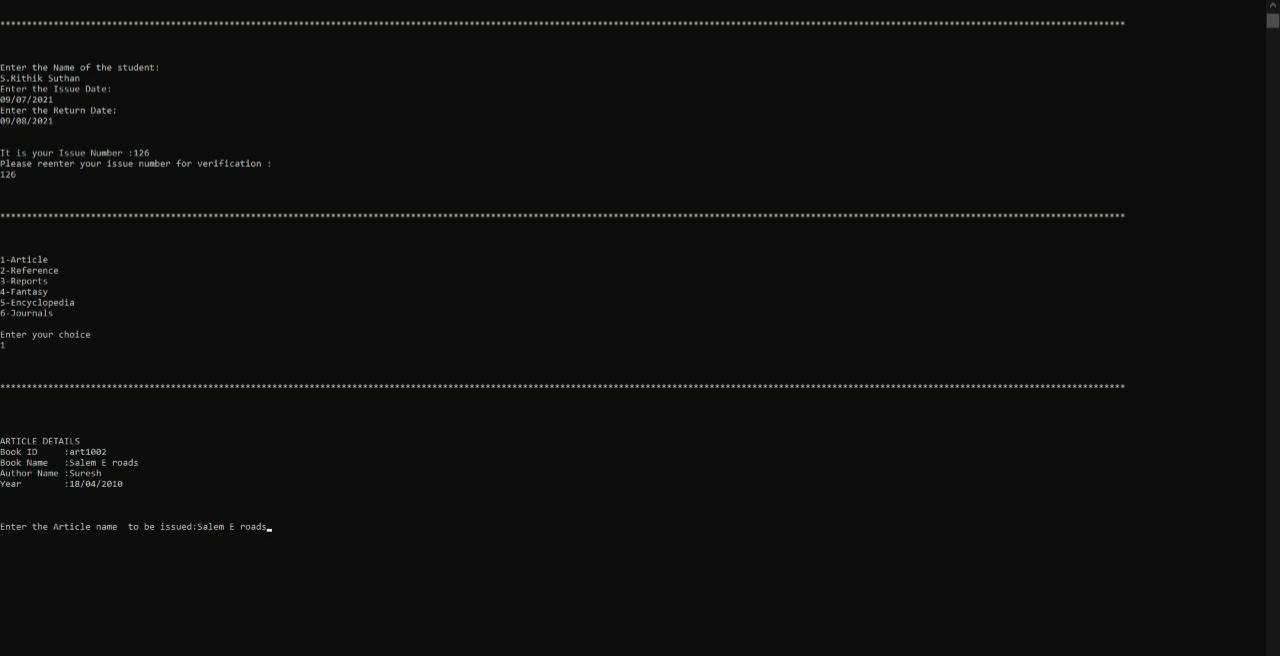 ********************************************************************************************************************************************************************************************************************
Enter the Name of the student:
S.Rithik Suthan
Enter the Issue Date:
09/07/2021
Enter the Return Date:
09/08/2021
It is your Issue Number :126
Please reenter your issue number for verification :
126
********************************************************************************************************************************************************************************************************************
1-Article
2-Reference
3-Reports
4-Fantasy
5-Encyclopedia
6-Journals
Enter your choice
1
********************************************************************************************************************************************************************************************************************
ARTICLE DETAILS
Book ID     :art1002
Book Name   :Salem E roads
Author Name :Suresh
Year        :18/04/2010
Enter the Article name  to be issued:Salem E roads